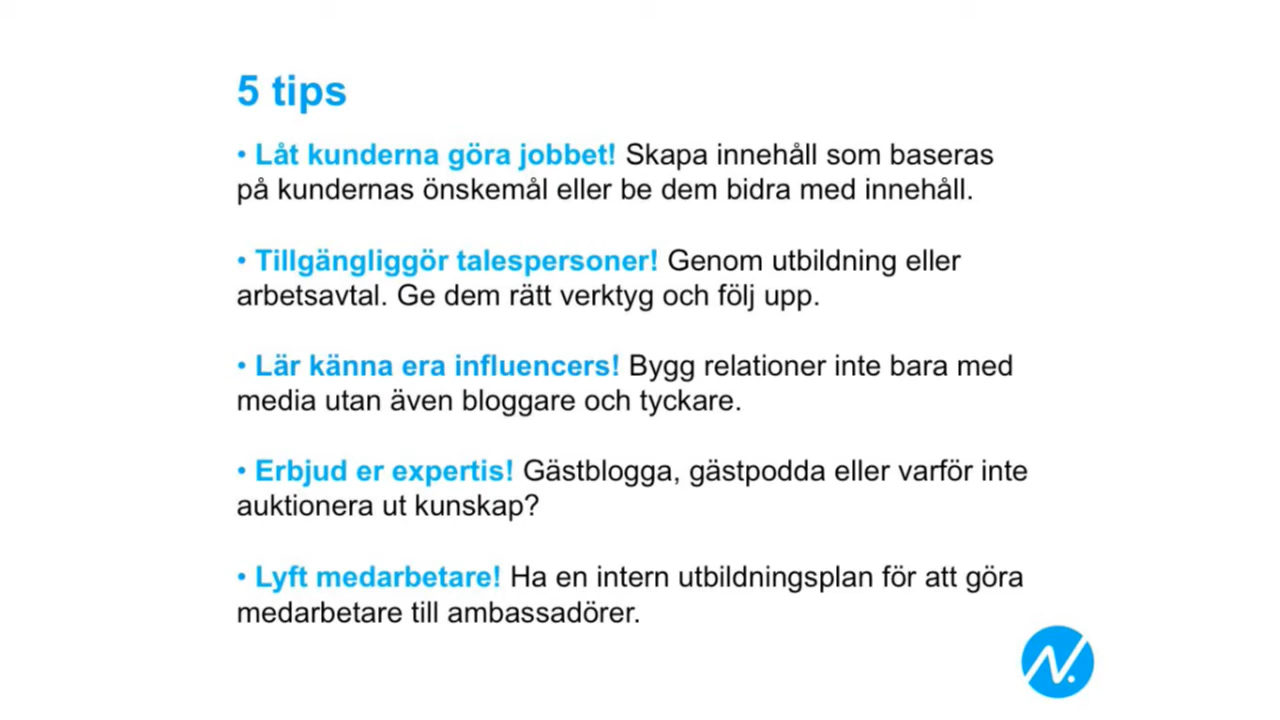 5 tips
• Låt kunderna göra jobbet! Skapa innehåll som baseras
på kundernas önskemål eller be dem bidra med innehåll.
• Tillgängliggör talespersoner! Genom utbildning eller
arbetsavtal. Ge dem rätt verktyg och följ upp.
• Lär känna era influencers! Bygg relationer inte bara med
media utan även bloggare och tyckare.
• Erbjud er expertis! Gästblogga, gästpodda eller varför inte
auktionera ut kunskap?
• Lyft medarbetare! Ha en intern utbildningsplan för att göra
medarbetare till ambassadörer.
N.